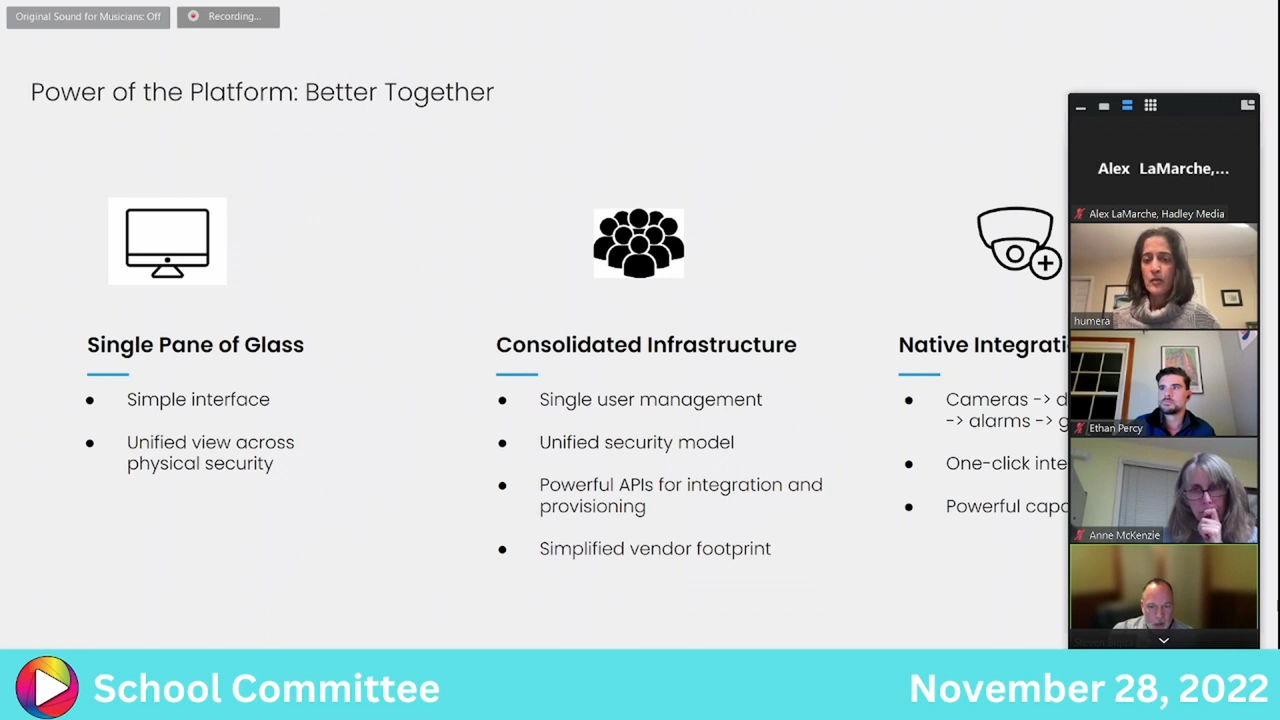 Original Sound for Musicians: Off
Recording...
Power of the Platform: Better Together
Single Pane of Glass
Simple interface
Unified view across
physical security
Consolidated Infrastructure
Single user management
Unified security model
Powerful APIs for integration and
provisioning
Simplified vendor footprint
Native
Cameras ->
-> alarms ->
One-click
Powerful
Alex LaMarche,...
Alex LaMarche, Hadley Media
humera
Ethan Percy
Anne McKenzie
School Committee
November 28, 2022